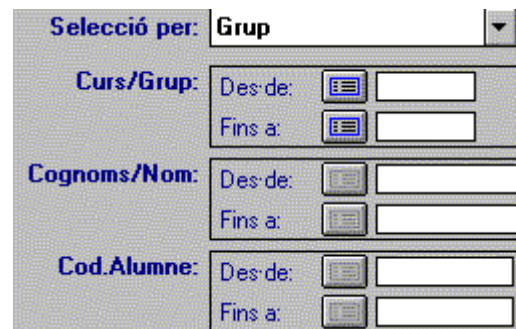 Selecció per: Grup
Curs/Grup: Des·de:
Fins a:
Cognoms/Nom: Des·de:
Fins a:
Cod.Alumne: Des·de:
Fins a: